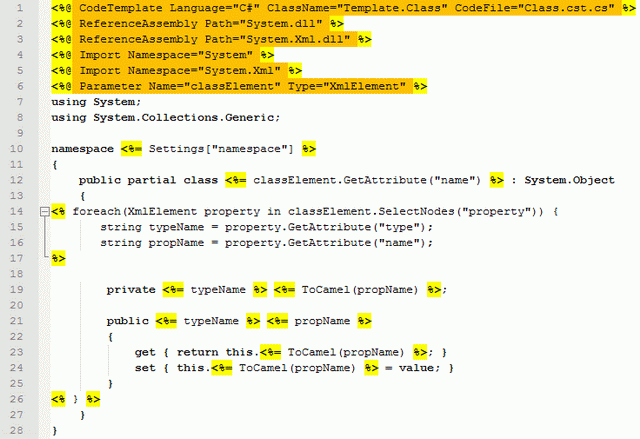 1 <%@ CodeTemplate Language="C#" ClassName="Template.Class" CodeFile="Class.cst.cs" %>
2 <%@ ReferenceAssembly Path="System.dll" %>
3 <%@ ReferenceAssembly Path="System.Xml.dll" %>
4 <%@ Import Namespace="System" %>
5 <%@ Import Namespace="System.Xml" %>
6 <%@ Parameter Name="classElement" Type="XmlElement" %>
7 using System;
8 using System.Collections.Generic;
9
10 namespace <%= Settings["namespace"] %>
11 {
12     public partial class <%= classElement.GetAttribute("name") %> : System.Object
13     {
14 <% foreach(XmlElement property in classElement.SelectNodes("property")) {
15        string typeName = property.GetAttribute("type");
16        string propName = property.GetAttribute("name");
17 %>
18
19         private <%= typeName %> <%= ToCamel(propName) %>;
20
21         public <%= typeName %> <%= propName %>
22         {
23             get { return this.<%= ToCamel(propName) %>; }
24             set { this.<%= ToCamel(propName) %> = value; }
25         }
26 <% } %>
27     }
28 }